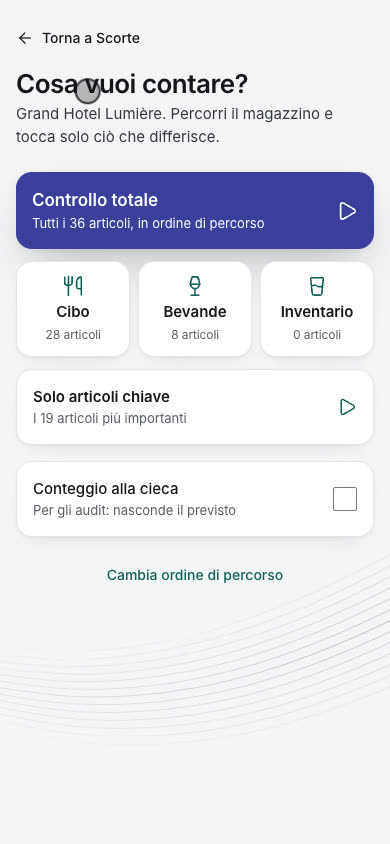 Torna a Scorte
Cosa vuoi contare?
Grand Hotel Lumière. Percorri il magazzino e
tocca solo ciò che differisce.
Controllo totale
Tutti i 36 articoli, in ordine di percorso
Cibo
28 articoli
Bevande
8 articoli
Inventario
0 articoli
Solo articoli chiave
I 19 articoli più importanti
Conteggio alla cieca
Per gli audit: nasconde il previsto
Cambia ordine di percorso